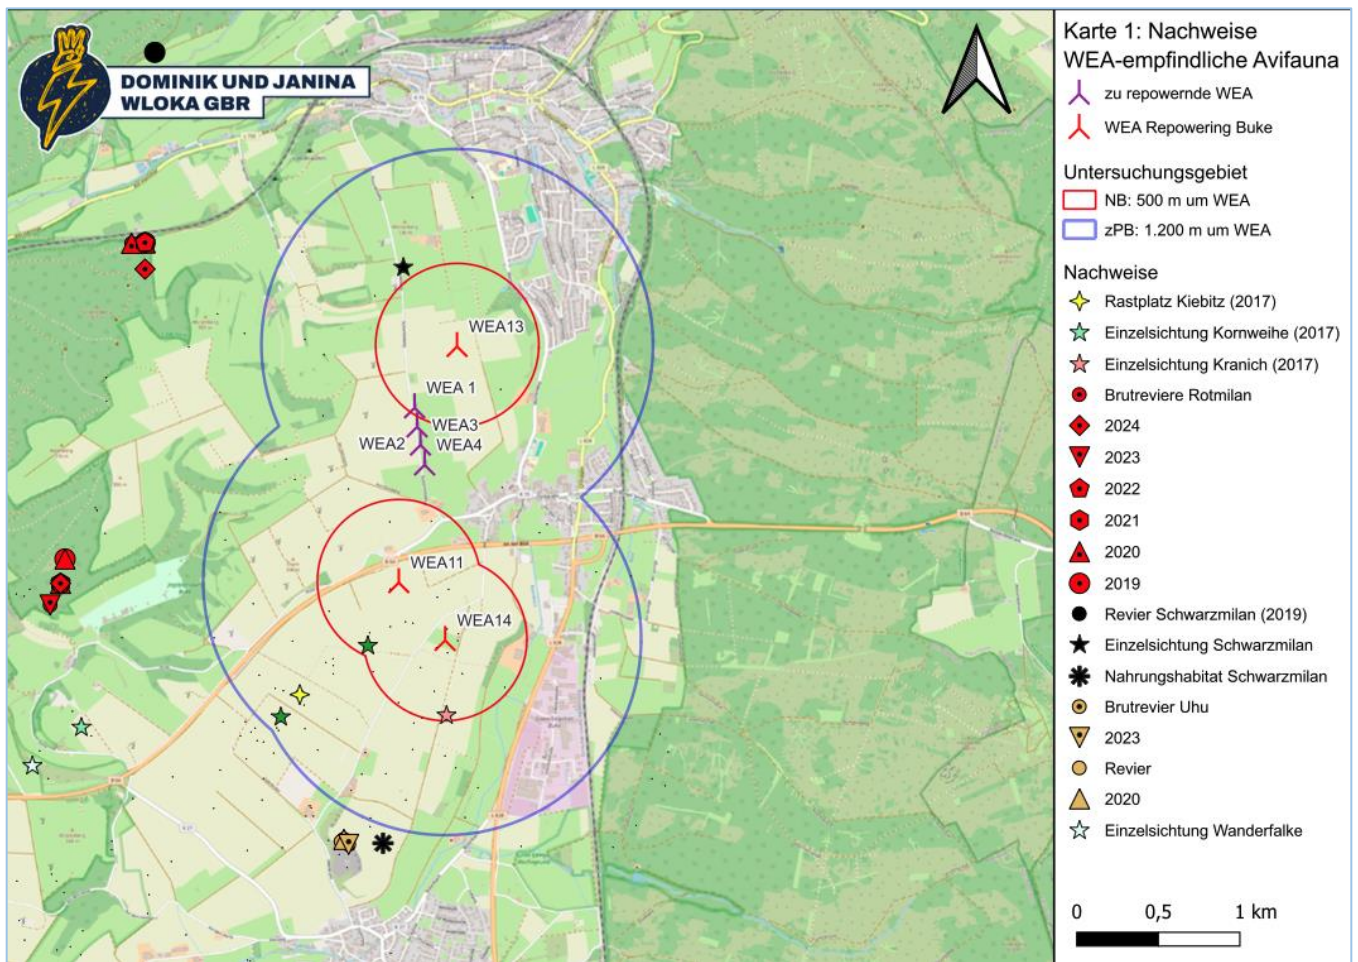 DOMINIK UND JANINA
WLOKA GBR
WEA13
WEA 1
WEA3
WEA2
WEA4
WEA11
WEA14
Karte 1: Nachweise
WEA-empfindliche Avifauna
zu repowernde WEA
WEA Repowering Buke
Untersuchungsgebiet
NB: 500 m um WEA
zPB: 1.200 m um WEA
Nachweise
Rastplatz Kiebitz (2017)
Einzelsichtung Kornweihe (2017)
Einzelsichtung Kranich (2017)
Brutreviere Rotmilan
2024
2023
2022
2021
2020
2019
Revier Schwarzmilan (2019)
Einzelsichtung Schwarzmilan
Nahrungshabitat Schwarzmilan
Brutrevier Uhu
2023
Revier
2020
Einzelsichtung Wanderfalke
0 0,5 1 km